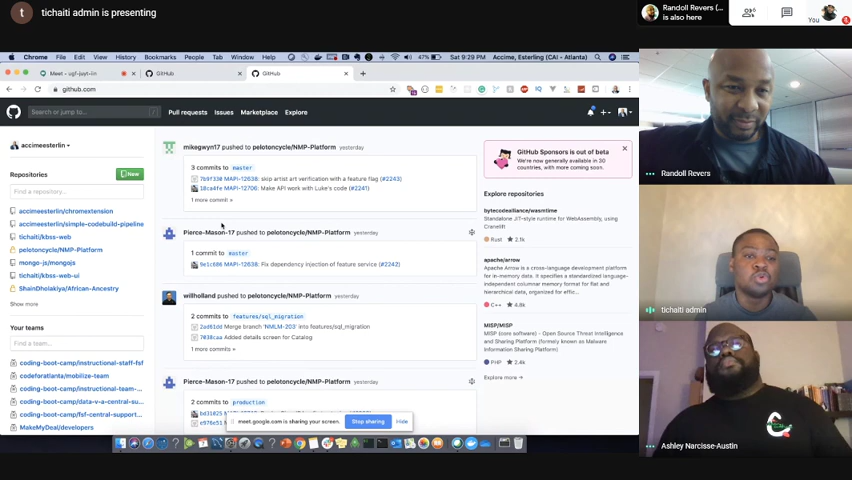 t tichaiti admin is presenting
Randoll Revers (...
is also here
You
Chrome File Edit View History Bookmarks People Tab Window Help
47% Sat 9:29 PM Accime, Esterling (CAI - Atlanta)
Meet – ugf-juyt-iin
GitHub
GitHub
github.com
Search or jump to...
Pull requests Issues Marketplace Explore
accimeesterlin
Repositories
New
Find a repository...
accimeesterlin/chromextension
accimeesterlin/simple-codebuild-pipeline
tichaiti/kbss-web
pelotoncycle/NMP-Platform
mongo-js/mongojs
tichaiti/kbss-web-ui
ShainDholakiya/African-Ancestry
Show more
Your teams
Find a team...
coding-boot-camp/instructional-staff-fsf
codeforatlanta/mobilize-team
coding-boot-camp/instructional-team-...
coding-boot-camp/data-v-a-central-su...
coding-boot-camp/fsf-central-support...
MakeMyDeal/developers
mikegwyn17 pushed to pelotoncycle/NMP-Platform yesterday
3 commits to master
7b9f330 MAPI-12638: skip artist art verification with a feature flag (#2243)
18ca4fe MAPI-12706: Make API work with Luke's code (#2241)
1 more commit »
Pierce-Mason-17 pushed to pelotoncycle/NMP-Platform yesterday
1 commit to master
9e1c686 MAPI-12638: Fix dependency injection of feature service (#2242)
willholland pushed to pelotoncycle/NMP-Platform yesterday
2 commits to features/sql_migration
2ad61dd Merge branch 'NMLM-203' into features/sql_migration
7038caa Added details screen for Catalog
1 more commits »
Pierce-Mason-17 pushed to pelotoncycle/NMP-Platform yesterday
2 commits to production
meet.google.com is sharing your screen.
Stop sharing
Hide
GitHub Sponsors is out of beta
We're now generally available in 30
countries, with more coming soon.
Explore repositories
bytecodealliance/wasmtime
Standalone JIT-style runtime for
WebAssembly, using
Cranelift
Rust 2.1k
apache/arrow
Apache Arrow is a cross-language development
platform for in-memory data. It specifies a
standardized language-independent columnar memory format for flat and
hierarchical data, organized for effic...
C++ 4.8k
MISP/MISP
MISP (core software) - Open Source Threat Intelligence
and Sharing Platform (formely known as Malware
Information Sharing Platform)
PHP 2.4k
Explore more →
Randoll Revers
tichaiti admin
Ashley Narcisse-Austin